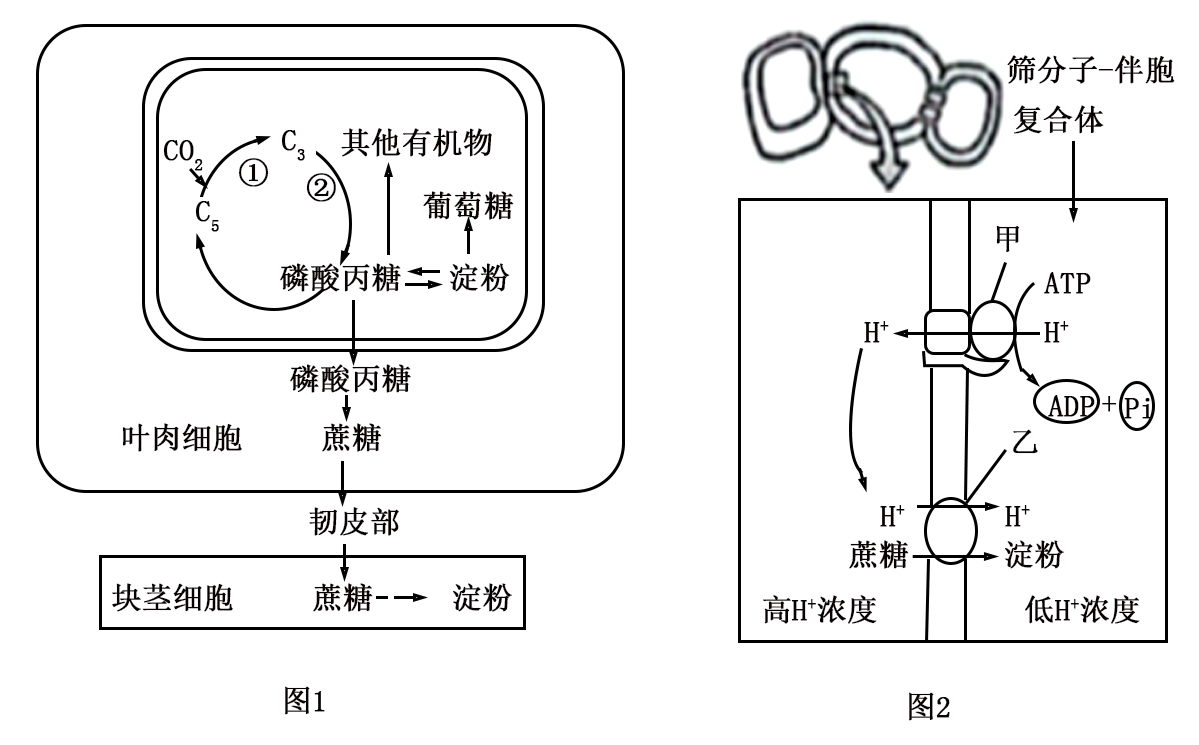 CO₂
C₃
①
②
C₅
其他有机物
葡萄糖
磷酸丙糖
淀粉
磷酸丙糖
叶肉细胞
蔗糖
韧皮部
块茎细胞
蔗糖
淀粉
图1
筛分子-伴胞
复合体
甲
ATP
H⁺
H⁺
ADP+Pi
乙
H⁺
H⁺
蔗糖
淀粉
高H⁺浓度
低H⁺浓度
图2